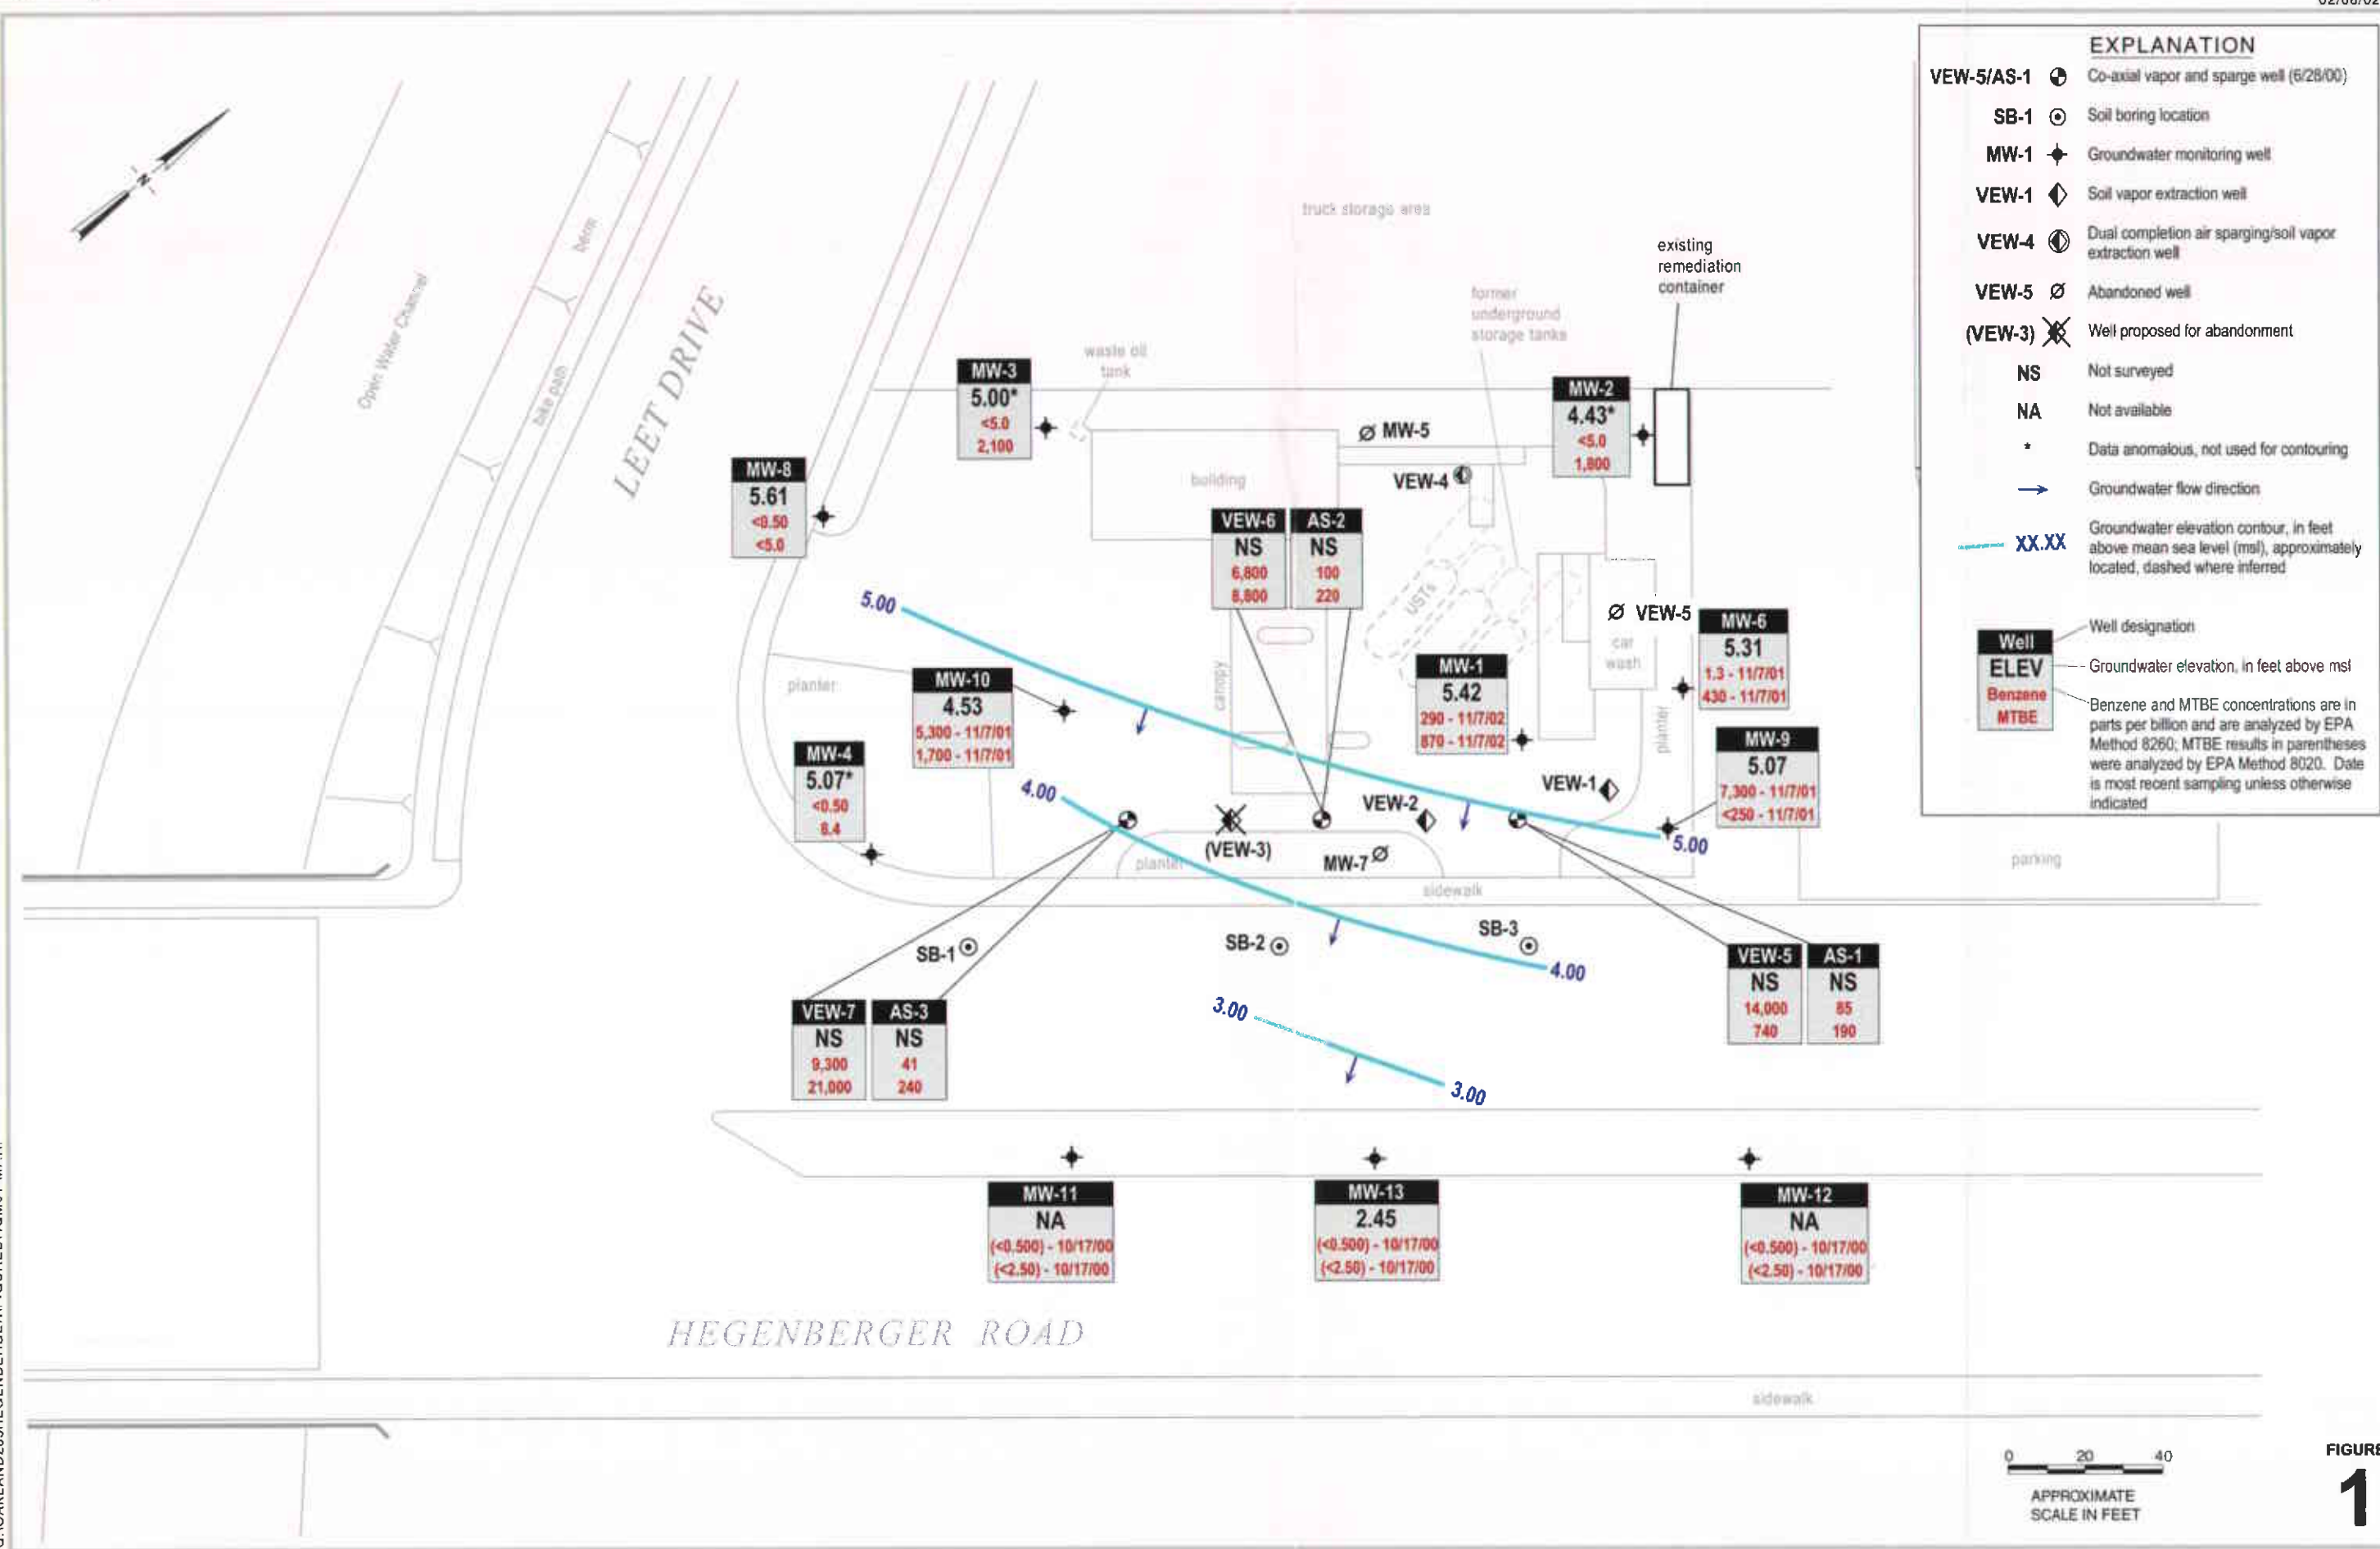 EXPLANATION
VEW-5/AS-1 Co-axial vapor and sparge well (6/28/00)
SB-1 Soil boring location
MW-1 Groundwater monitoring well
VEW-1 Soil vapor extraction well
VEW-4 Dual completion air sparging/soil vapor
extraction well
VEW-5 Abandoned well
(VEW-3) Well proposed for abandonment
NS Not surveyed
NA Not available
* Data anomalous, not used for contouring
Groundwater flow direction
XX.XX Groundwater elevation contour, in feet
above mean sea level (msl), approximately
located, dashed where inferred
Well
ELEV
Benzene
MTBE
Well designation
Groundwater elevation, in feet above msl
Benzene and MTBE concentrations are in
parts per billion and are analyzed by EPA
Method 8260; MTBE results in parentheses
were analyzed by EPA Method 8020. Date
is most recent sampling unless otherwise
indicated
N
Open Water Channel
berm
bike path
LEET DRIVE
truck storage area
existing
remediation
container
former
underground
storage tanks
waste oil
tank
MW-3
5.00*
<5.0
2,100
MW-2
4.43*
<5.0
1,800
MW-5
building
VEW-4
MW-8
5.61
<0.50
<5.0
VEW-6
NS
6,800
8,800
AS-2
NS
100
220
USTs
VEW-5
car
wash
MW-6
5.31
1.3 - 11/7/01
430 - 11/7/01
5.00
planter
canopy
MW-10
4.53
5,300 - 11/7/01
1,700 - 11/7/01
MW-1
5.42
290 - 11/7/02
870 - 11/7/02
planter
MW-9
5.07
7,300 - 11/7/01
<250 - 11/7/01
MW-4
5.07*
<0.50
8.4
4.00
VEW-1
VEW-2
(VEW-3)
MW-7
5.00
planter
sidewalk
parking
SB-1
SB-2
SB-3
4.00
VEW-7
NS
9,300
21,000
AS-3
NS
41
240
VEW-5
NS
14,000
740
AS-1
NS
85
190
3.00
3.00
MW-11
NA
(<0.500) - 10/17/00
(<2.50) - 10/17/00
MW-13
2.45
(<0.500) - 10/17/00
(<2.50) - 10/17/00
MW-12
NA
(<0.500) - 10/17/00
(<2.50) - 10/17/00
HEGENBERGER ROAD
sidewalk
0 20 40
APPROXIMATE
SCALE IN FEET
FIGURE
1